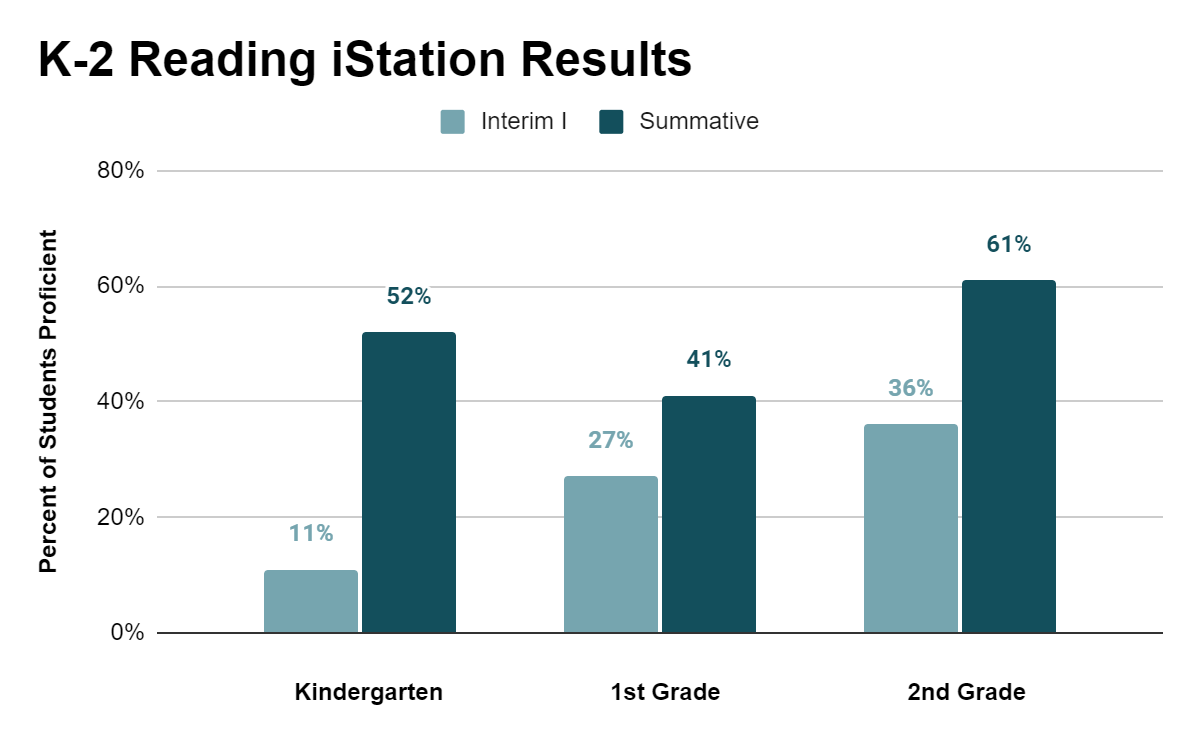 K-2 Reading iStation Results
Interim I
Summative
Percent of Students Proficient
80%
60%
40%
20%
0%
11%
52%
27%
41%
36%
61%
Kindergarten
1st Grade
2nd Grade